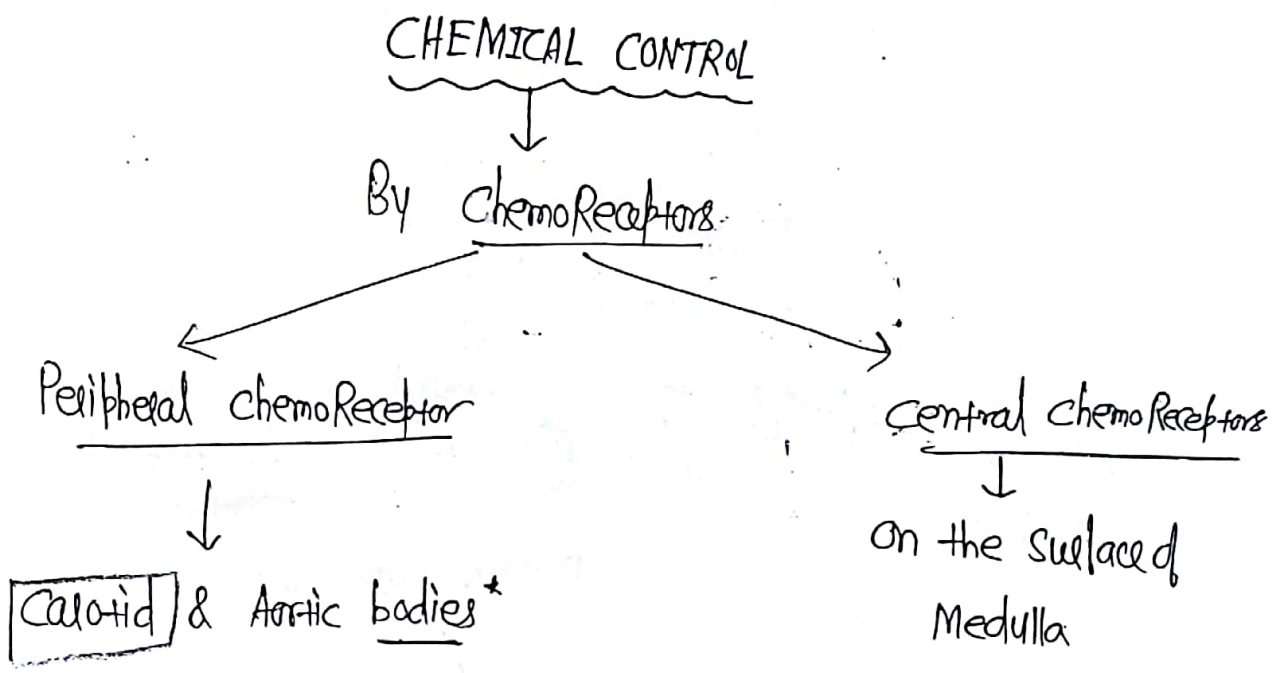 CHEMICAL CONTROL
By ChemoReceptors
Peripheral ChemoReceptor
Central ChemoReceptors
Carotid & Aortic bodies*
on the surface of
Medulla